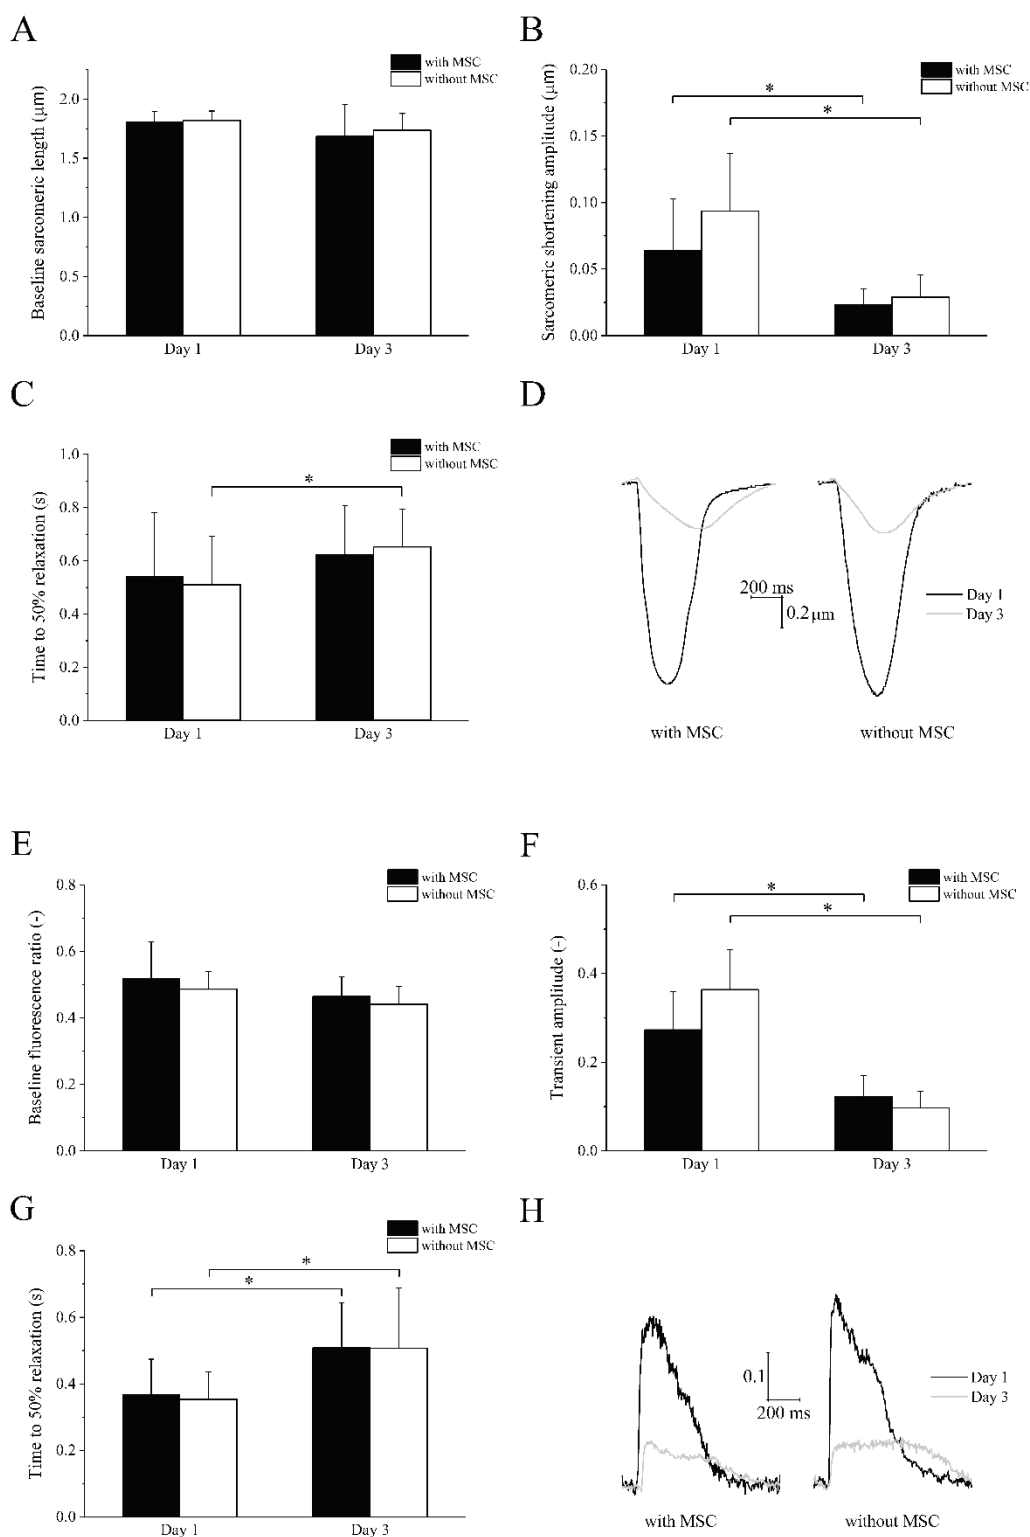 A
with MSC
without MSC
Baseline sarcomeric length (μm)
2.0
1.5
1.0
0.5
0.0
Day 1
Day 3
B
with MSC
without MSC
Sarcomeric shortening amplitude (μm)
0.20
0.15
0.10
0.05
0.00
*
*
Day 1
Day 3
C
with MSC
without MSC
Time to 50% relaxation (s)
1.0
0.8
0.6
0.4
0.2
0.0
*
Day 1
Day 3
D
200 ms
0.2 μm
Day 1
Day 3
with MSC
without MSC
E
with MSC
without MSC
Baseline fluorescence ratio (-)
0.8
0.6
0.4
0.2
0.0
Day 1
Day 3
F
with MSC
without MSC
Transient amplitude (-)
0.6
0.4
0.2
0.0
*
*
Day 1
Day 3
G
with MSC
without MSC
Time to 50% relaxation (s)
0.8
0.6
0.4
0.2
0.0
*
*
Day 1
Day 3
H
0.1
200 ms
Day 1
Day 3
with MSC
without MSC